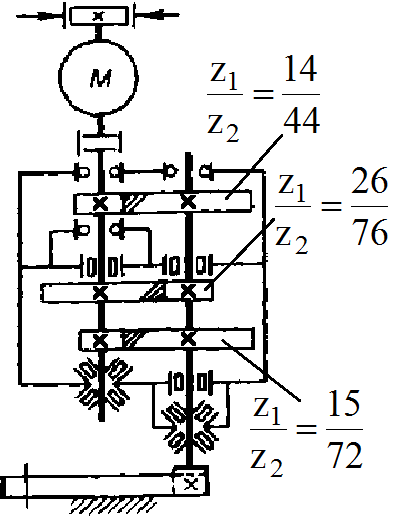 M
z₁/z₂ = 14/44
z₁/z₂ = 26/76
z₁/z₂ = 15/72